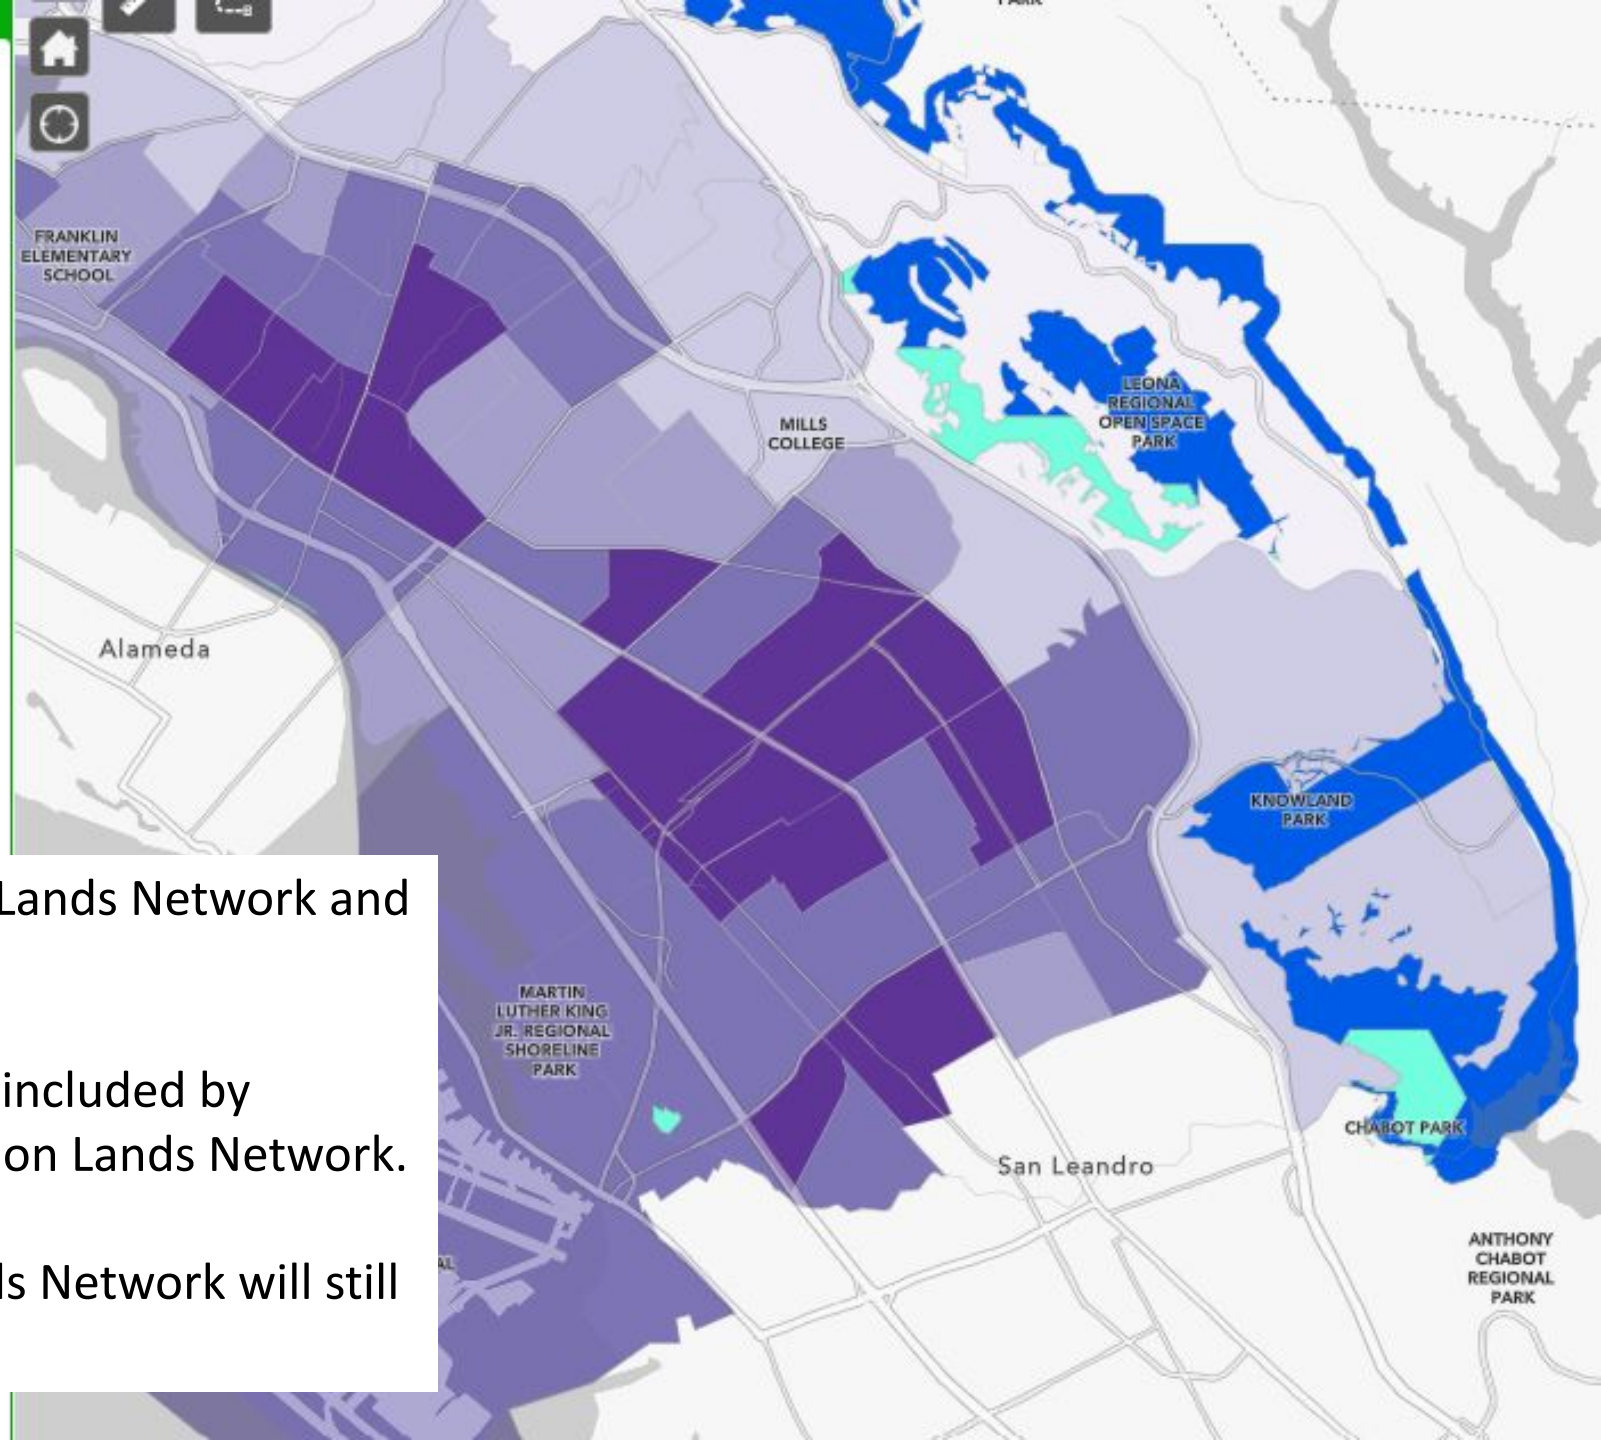 PARK
FRANKLIN
ELEMENTARY
SCHOOL
LEONA
REGIONAL
OPEN SPACE
PARK
MILLS
COLLEGE
Alameda
KNOWLAND
PARK
Lands Network and
included by
on Lands Network.
Network will still
MARTIN
LUTHER KING
JR. REGIONAL
SHORELINE
PARK
CHABOT PARK
San Leandro
ANTHONY
CHABOT
REGIONAL
PARK